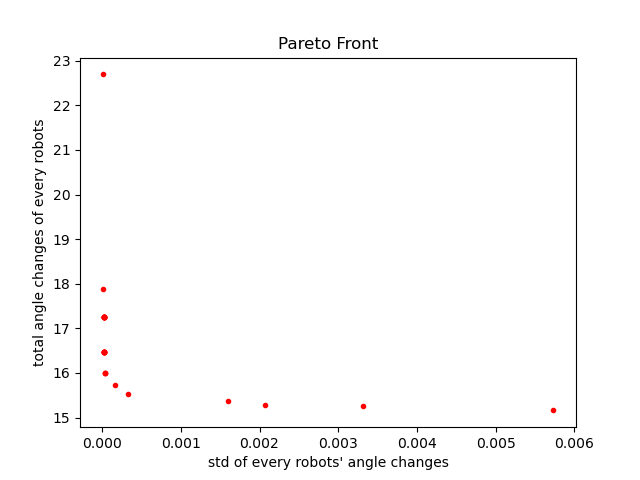 Pareto Front
total angle changes of every robots
23
22
21
20
19
18
17
16
15
0.000 0.001 0.002 0.003 0.004 0.005 0.006
std of every robots' angle changes